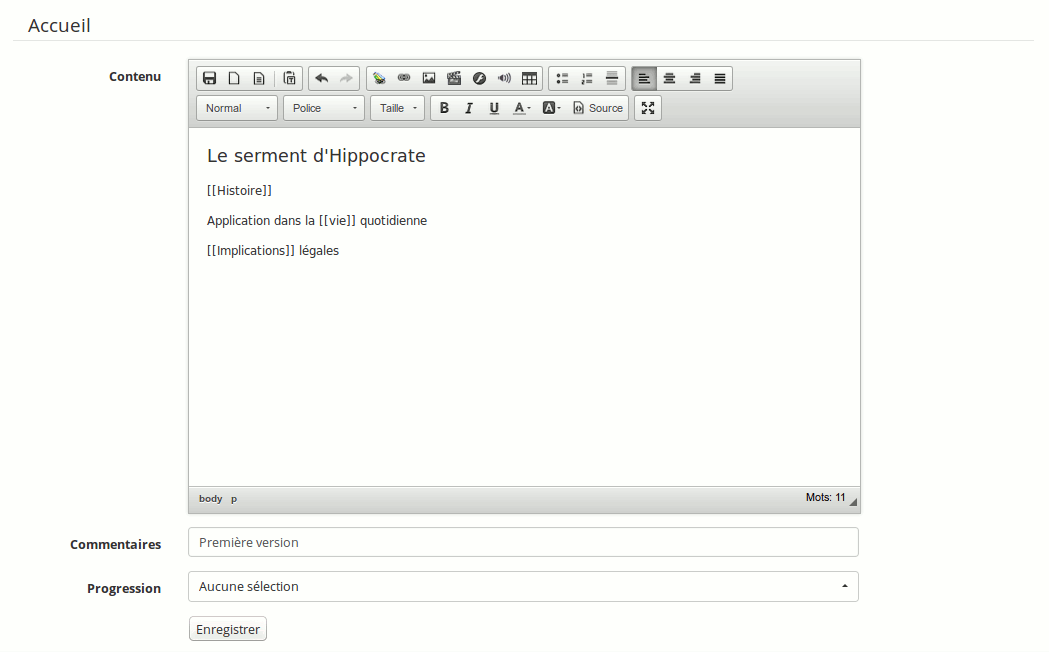 Accueil
Contenu
Normal Police Taille B I U A A Source
Le serment d'Hippocrate
[[Histoire]]
Application dans la [[vie]] quotidienne
[[Implications]] légales
body p Mots: 11
Commentaires Première version
Progression Aucune sélection
Enregistrer